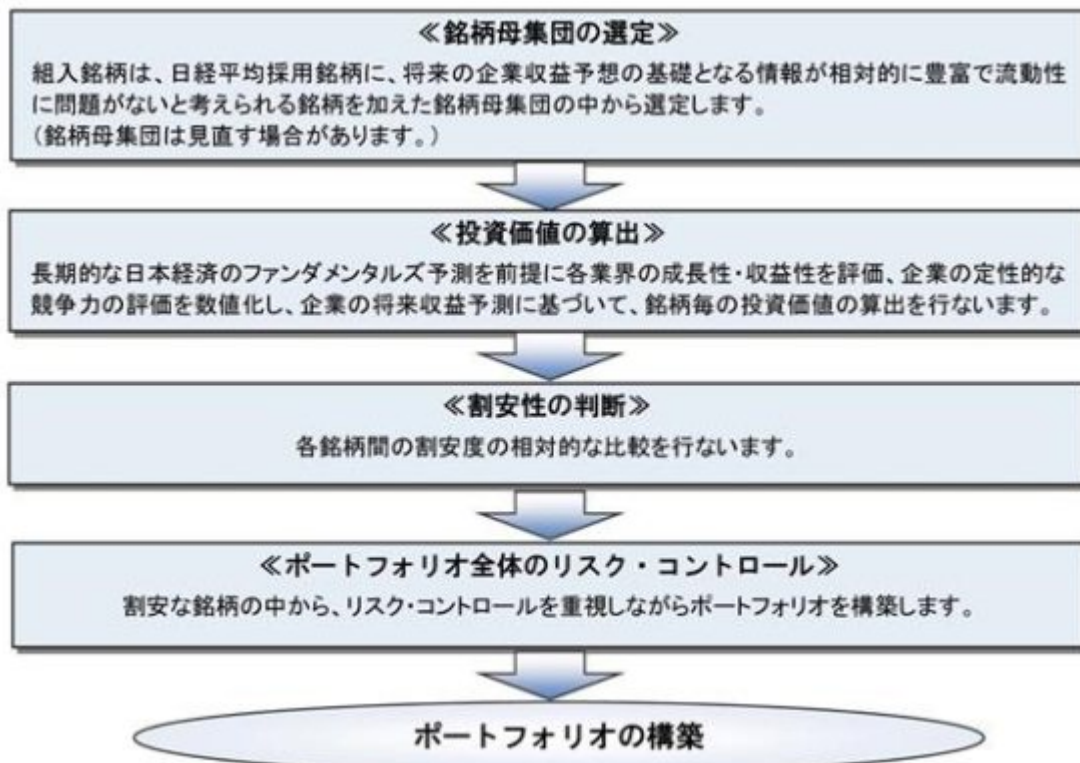 ≪銘柄母集団の選定≫
組入銘柄は、日経平均採用銘柄に、将来の企業収益予想の基礎となる情報が相対的に豊富で流動性
に問題がないと考えられる銘柄を加えた銘柄母集団の中から選定します。
（銘柄母集団は見直す場合があります。）
≪投資価値の算出≫
長期的な日本経済のファンダメンタルズ予測を前提に各業界の成長性・収益性を評価、企業の定性的な
競争力の評価を数値化し、企業の将来収益予測に基づいて、銘柄毎の投資価値の算出を行ないます。
≪割安性の判断≫
各銘柄間の割安度の相対的な比較を行ないます。
≪ポートフォリオ全体のリスク・コントロール≫
割安な銘柄の中から、リスク・コントロールを重視しながらポートフォリオを構築します。
ポートフォリオの構築